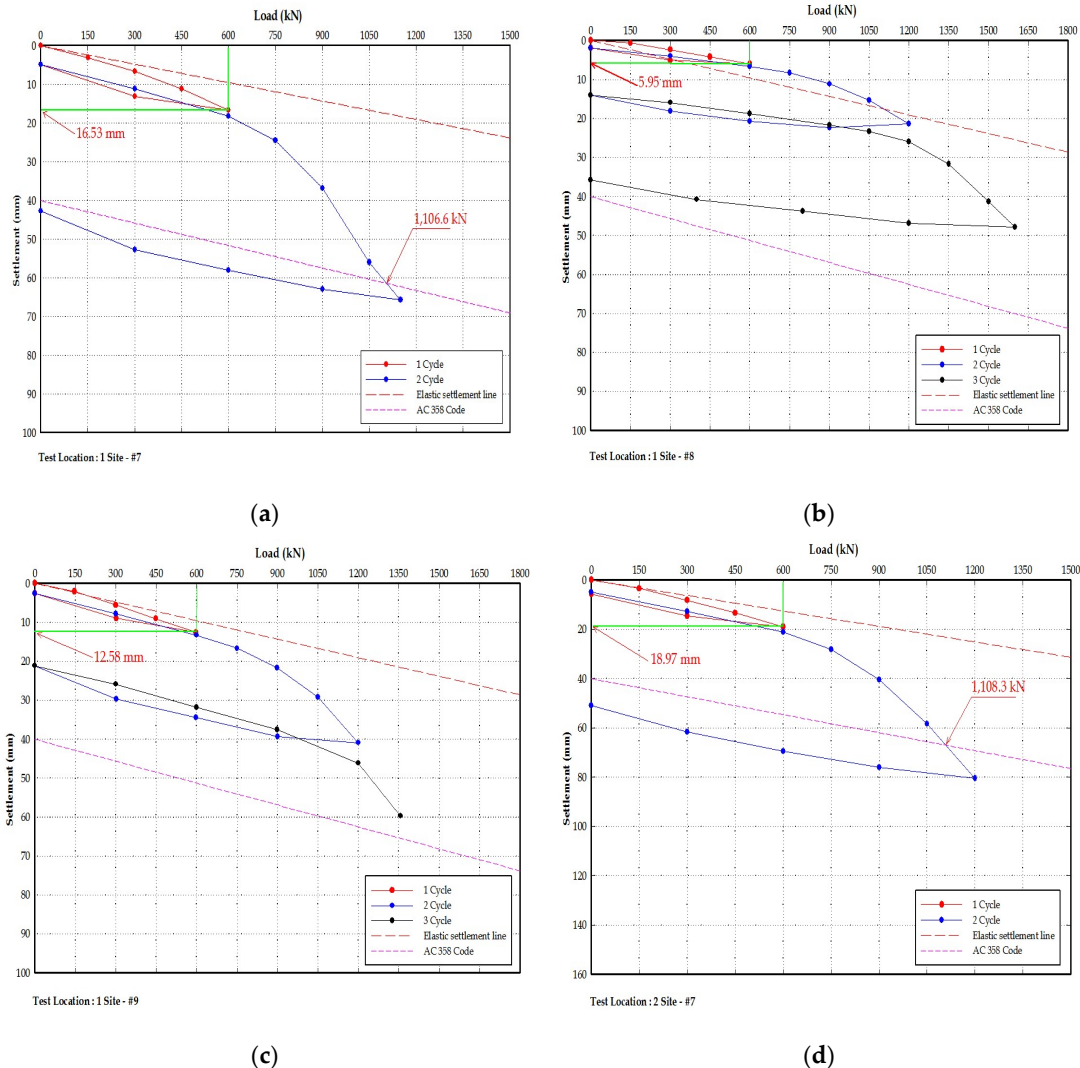 Load (kN)
0 150 300 450 600 750 900 1050 1200 1350 1500
0
10
20
30
40
50
60
70
80
90
100
Settlement (mm)
16.53 mm
1,106.6 kN
1 Cycle
2 Cycle
Elastic settlement line
AC 358 Code
Test Location : 1 Site - #7
(a)
Load (kN)
0 150 300 450 600 750 900 1050 1200 1350 1500 1650 1800
0
10
20
30
40
50
60
70
80
90
100
Settlement (mm)
5.95 mm
1 Cycle
2 Cycle
3 Cycle
Elastic settlement line
AC 358 Code
Test Location : 1 Site - #8
(b)
Load (kN)
0 150 300 450 600 750 900 1050 1200 1350 1500 1650 1800
0
10
20
30
40
50
60
70
80
90
100
Settlement (mm)
12.58 mm
1 Cycle
2 Cycle
3 Cycle
Elastic settlement line
AC 358 Code
Test Location : 1 Site - #9
(c)
Load (kN)
0 150 300 450 600 750 900 1050 1200 1350 1500
0
20
40
60
80
100
120
140
160
Settlement (mm)
18.97 mm
1,108.3 kN
1 Cycle
2 Cycle
Elastic settlement line
AC 358 Code
Test Location : 2 Site - #7
(d)